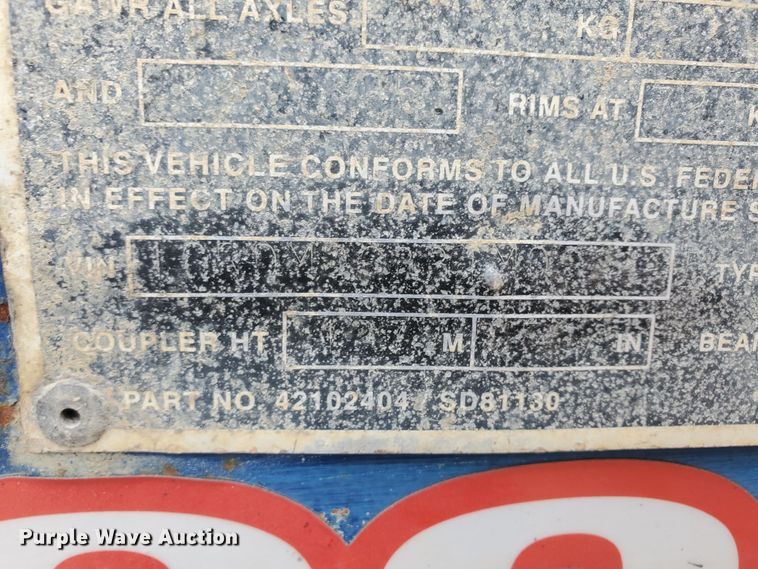 GAWR ALL AXLES KG
AND RIMS AT K
THIS VEHICLE CONFORMS TO ALL U.S. FEDER
IN EFFECT ON THE DATE OF MANUFACTURE S
VIN TYP
COUPLER HT M IN BEA
PART NO 42102404 / SD81130
Purple Wave Auction